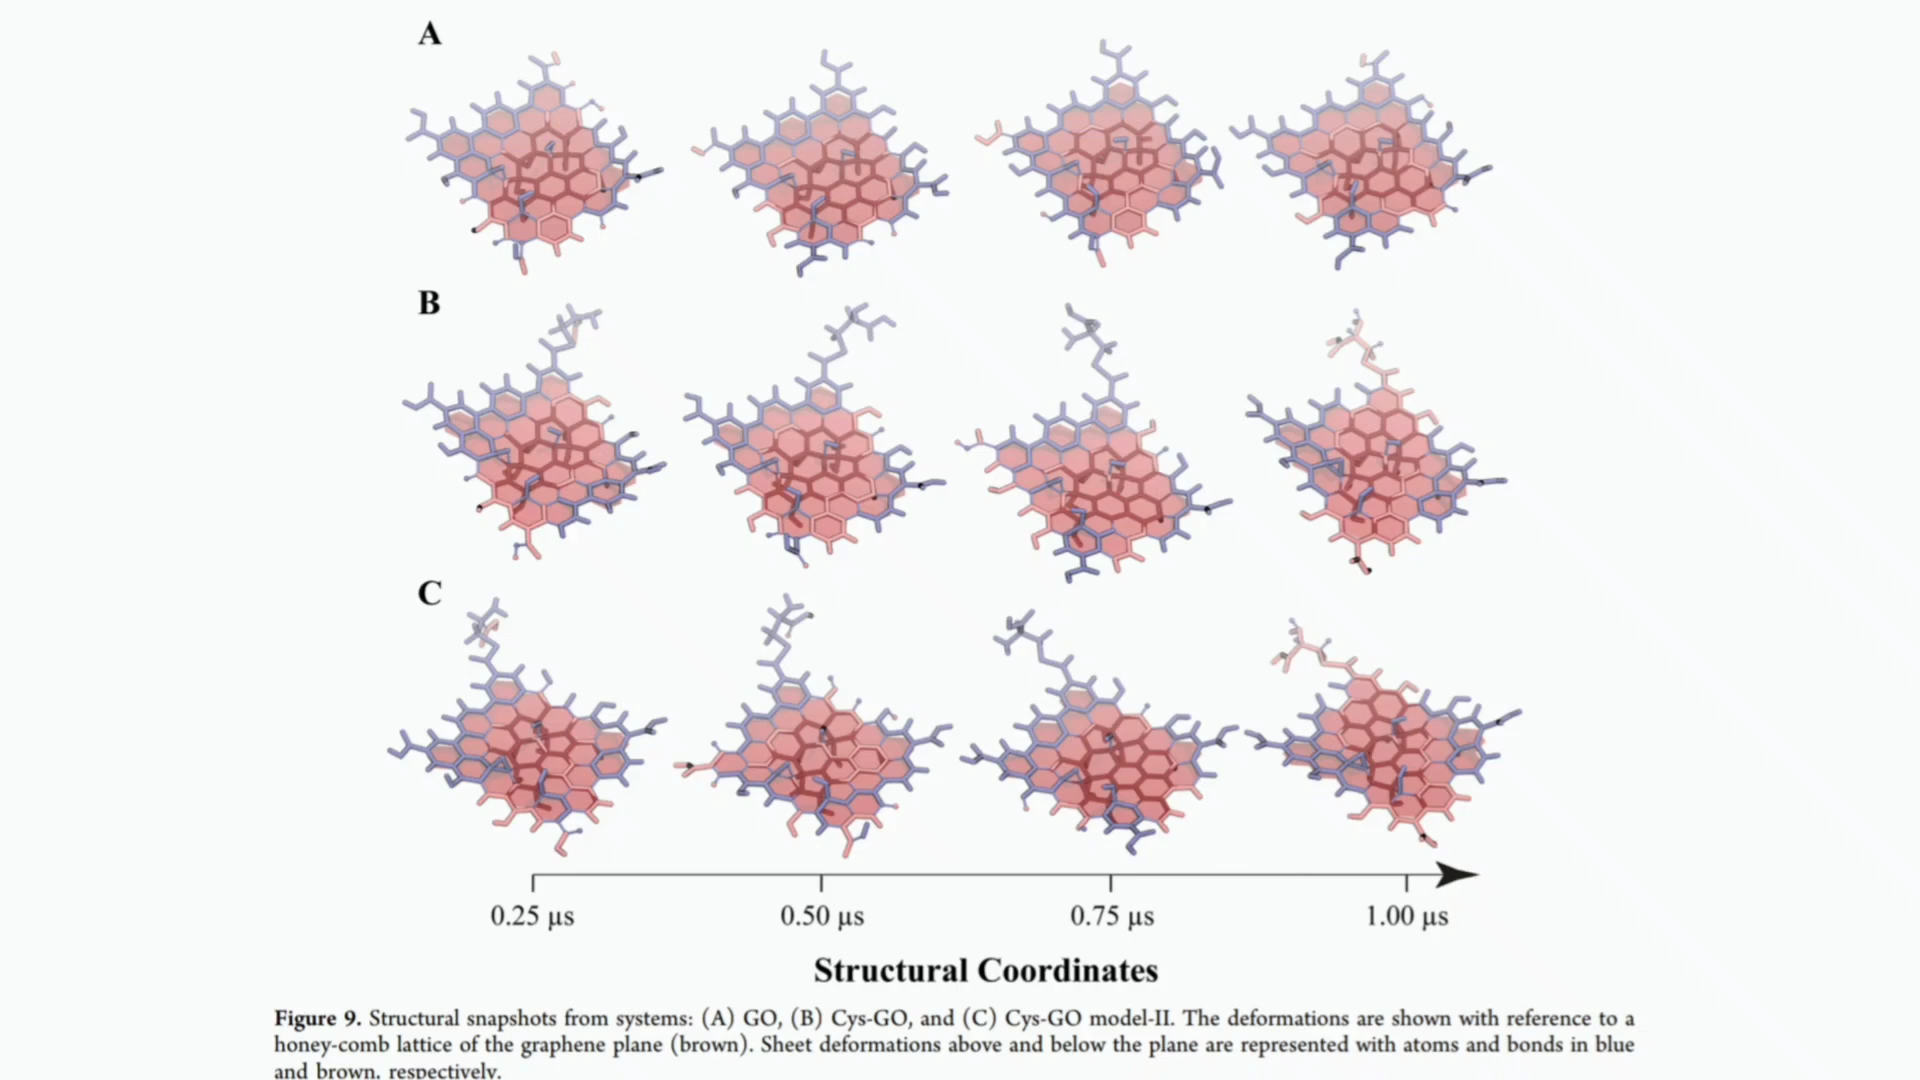 A
B
C
0.25 µs 0.50 µs 0.75 µs 1.00 µs
Structural Coordinates
Figure 9. Structural snapshots from systems: (A) GO, (B) Cys-GO, and (C) Cys-GO model-II. The deformations are shown with reference to a
honey-comb lattice of the graphene plane (brown). Sheet deformations above and below the plane are represented with atoms and bonds in blue
and brown, respectively.